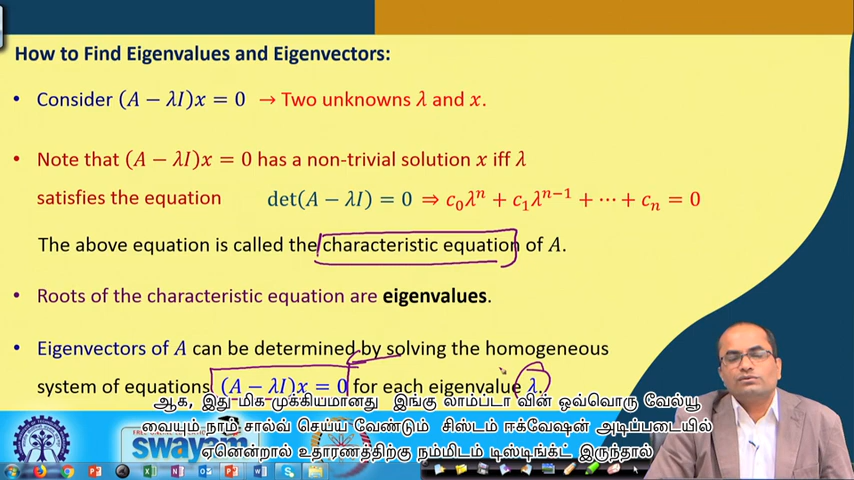 How to Find Eigenvalues and Eigenvectors:
• Consider (A − λI)x = 0 → Two unknowns λ and x.
• Note that (A − λI)x = 0 has a non-trivial solution x iff λ
satisfies the equation det(A − λI) = 0 ⇒ c₀λⁿ + c₁λⁿ⁻¹ + ⋯ + cₙ = 0
The above equation is called the characteristic equation of A.
• Roots of the characteristic equation are eigenvalues.
• Eigenvectors of A can be determined by solving the homogeneous
system of equations (A − λI)x = 0 for each eigenvalue λ.
ஆக, இது மிக முக்கியமானது இங்கு லாம்ப்டா வின் ஒவ்வொரு வேல்யூ
வையும் நாம் சால்வ் செய்ய வேண்டும் சிஸ்டம் ஈக்வேஷன் அடிப்படையில்
ஏனென்றால் உதாரணத்திற்கு நம்மிடம் டிஸ்டிங்க்ட் இருந்தால்
swayam